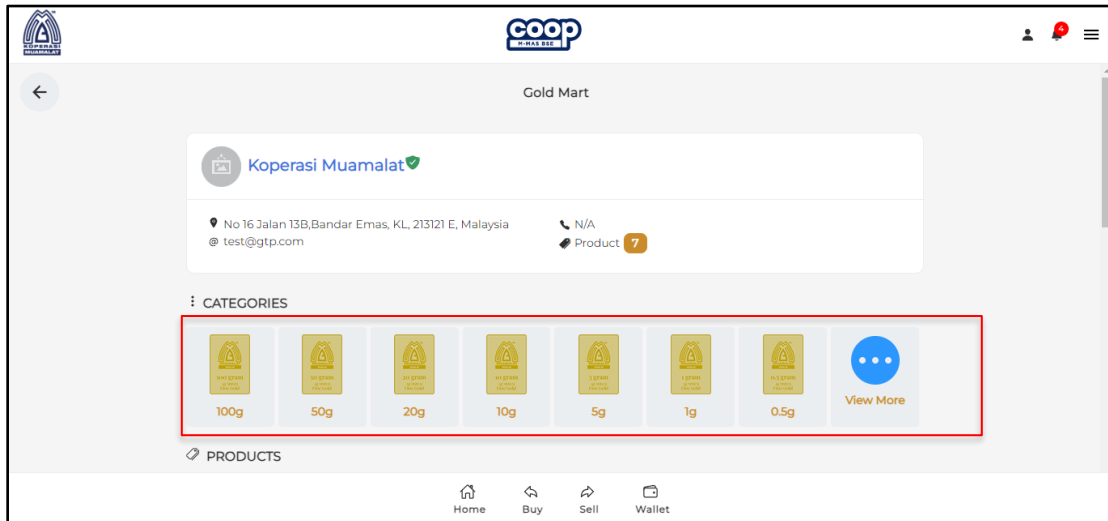 KOPERASI
MUAMALAT
coop
M-MAS BSE
4
Gold Mart
Koperasi Muamalat
No 16 Jalan 13B,Bandar Emas, KL, 213121 E, Malaysia
N/A
@ test@gtp.com
Product 7
CATEGORIES
100g
50g
20g
10g
5g
1g
0.5g
View More
PRODUCTS
Home
Buy
Sell
Wallet